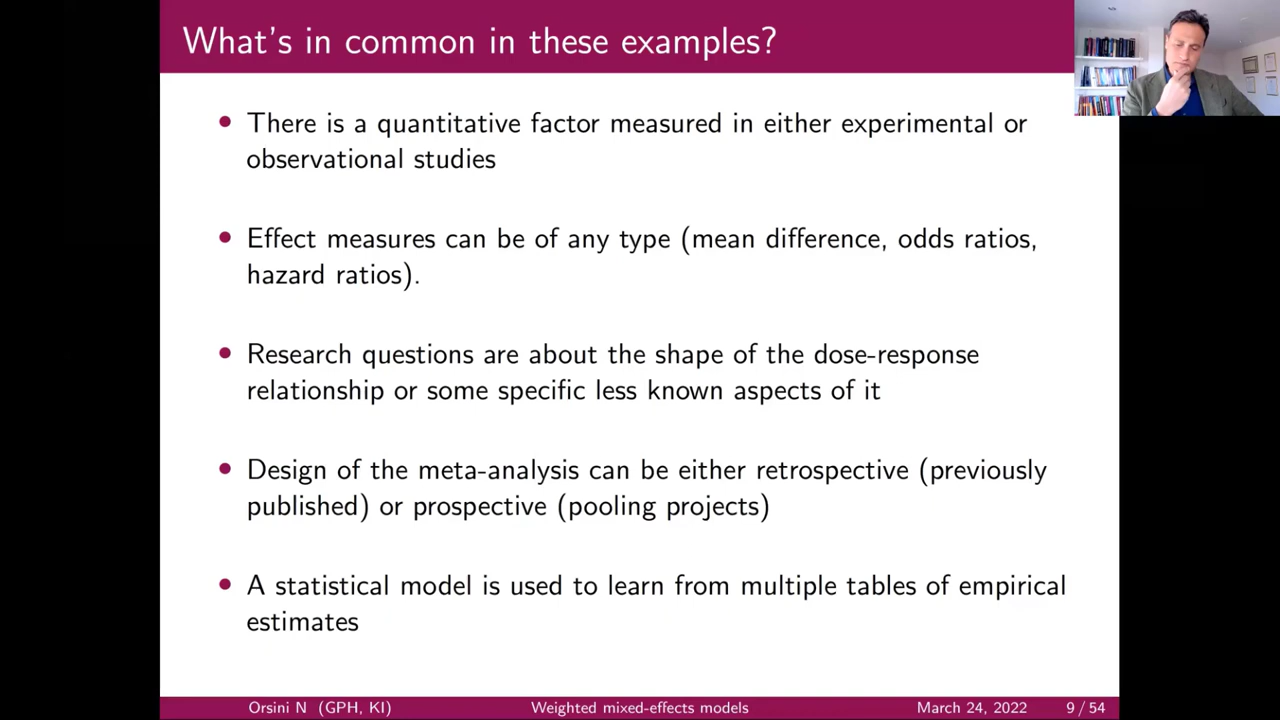 What's in common in these examples?
• There is a quantitative factor measured in either experimental or
observational studies
• Effect measures can be of any type (mean difference, odds ratios,
hazard ratios).
• Research questions are about the shape of the dose-response
relationship or some specific less known aspects of it
• Design of the meta-analysis can be either retrospective (previously
published) or prospective (pooling projects)
• A statistical model is used to learn from multiple tables of empirical
estimates
Orsini N (GPH, KI) Weighted mixed-effects models March 24, 2022 9 / 54